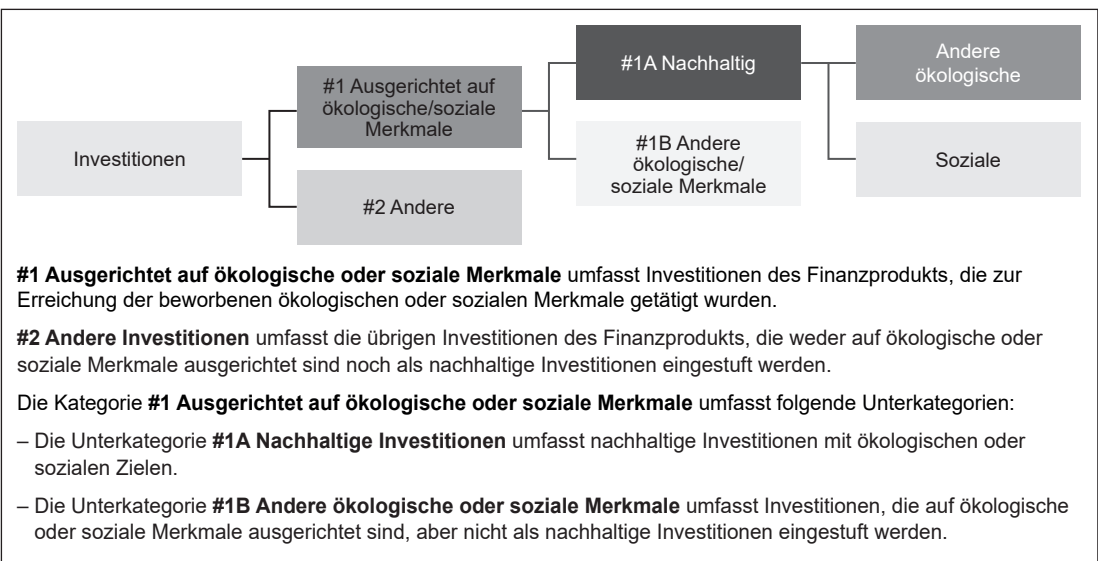 Investitionen
#1 Ausgerichtet auf
ökologische/soziale
Merkmale
#2 Andere
#1A Nachhaltig
#1B Andere
ökologische/
soziale Merkmale
Andere
ökologische
Soziale
#1 Ausgerichtet auf ökologische oder soziale Merkmale umfasst Investitionen des Finanzprodukts, die zur
Erreichung der beworbenen ökologischen oder sozialen Merkmale getätigt wurden.
#2 Andere Investitionen umfasst die übrigen Investitionen des Finanzprodukts, die weder auf ökologische oder
soziale Merkmale ausgerichtet sind noch als nachhaltige Investitionen eingestuft werden.
Die Kategorie #1 Ausgerichtet auf ökologische oder soziale Merkmale umfasst folgende Unterkategorien:
– Die Unterkategorie #1A Nachhaltige Investitionen umfasst nachhaltige Investitionen mit ökologischen oder
sozialen Zielen.
– Die Unterkategorie #1B Andere ökologische oder soziale Merkmale umfasst Investitionen, die auf ökologische
oder soziale Merkmale ausgerichtet sind, aber nicht als nachhaltige Investitionen eingestuft werden.